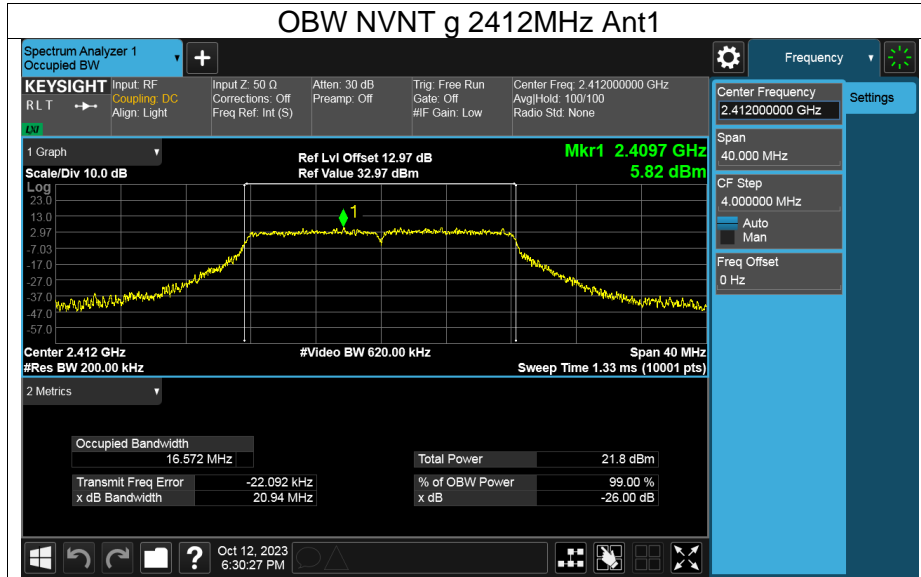 OBW NVNT g 2412MHz Ant1
Spectrum Analyzer 1
Occupied BW
+
Frequency
KEYSIGHT
RLT
LXI
Input: RF
Coupling: DC
Align: Light
Input Z: 50 Ω
Corrections: Off
Freq Ref: Int (S)
Atten: 30 dB
Preamp: Off
Trig: Free Run
Gate: Off
#IF Gain: Low
Center Freq: 2.412000000 GHz
Avg|Hold: 100/100
Radio Std: None
Center Frequency
2.412000000 GHz
Settings
Span
40.000 MHz
CF Step
4.000000 MHz
Auto
Man
Freq Offset
0 Hz
1 Graph
Scale/Div 10.0 dB
Ref Lvl Offset 12.97 dB
Ref Value 32.97 dBm
Mkr1 2.4097 GHz
5.82 dBm
Log
23.0
13.0
2.97
-7.03
-17.0
-27.0
-37.0
-47.0
-57.0
1
Center 2.412 GHz
#Res BW 200.00 kHz
#Video BW 620.00 kHz
Span 40 MHz
Sweep Time 1.33 ms (10001 pts)
2 Metrics
Occupied Bandwidth
16.572 MHz
Total Power 21.8 dBm
Transmit Freq Error -22.092 kHz
% of OBW Power 99.00 %
x dB Bandwidth 20.94 MHz
x dB -26.00 dB
?
Oct 12, 2023
6:30:27 PM